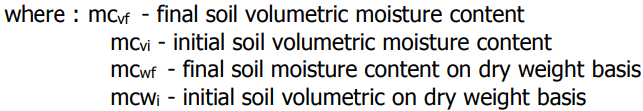 where : mcvf - final soil volumetric moisture content
mcvi - initial soil volumetric moisture content
mcwf - final soil moisture content on dry weight basis
mcwi - initial soil volumetric on dry weight basis